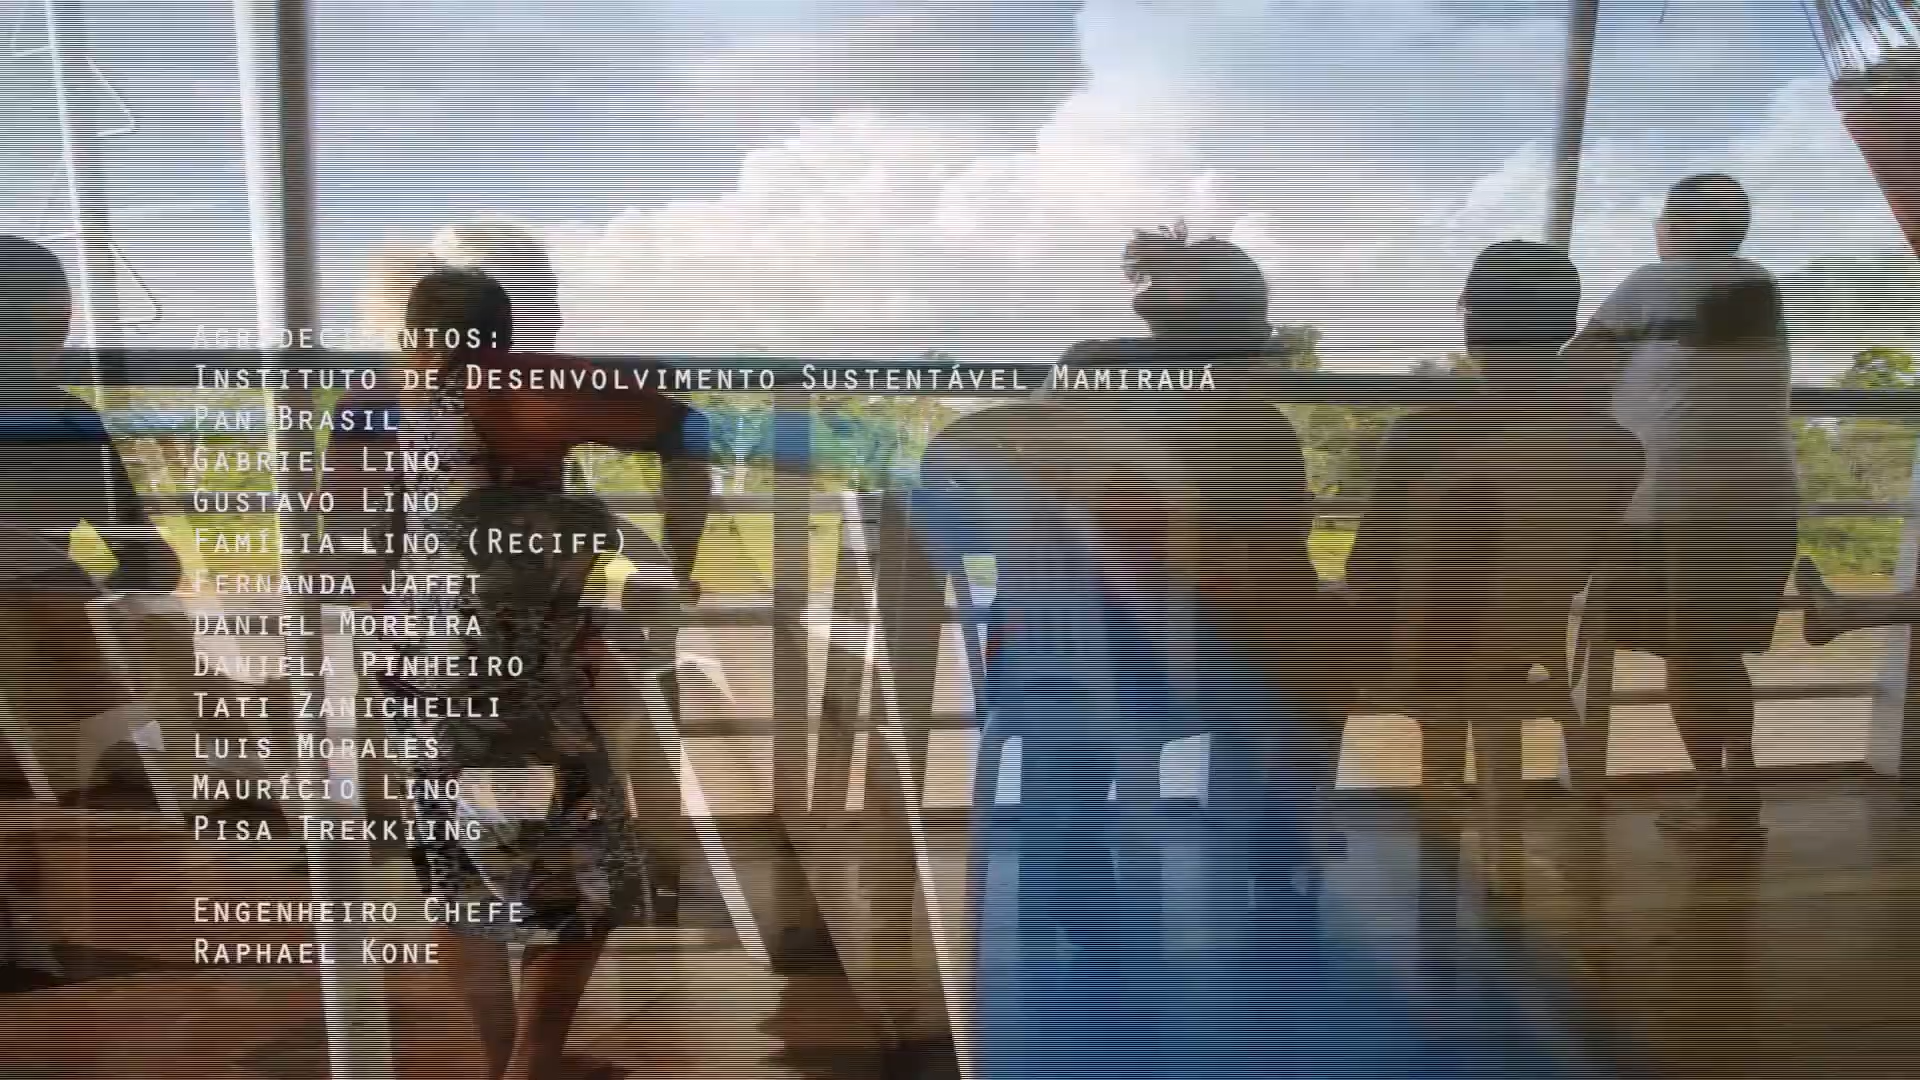 Agradecimentos:
Instituto de Desenvolvimento Sustentável Mamirauá
Pan Brasil
Gabriel Lino
Gustavo Lino
Família Lino (Recife)
Fernanda Jafet
Daniel Moreira
Daniela Pinheiro
Tati Zanichelli
Luis Morales
Maurício Lino
Pisa Trekkiing
Engenheiro Chefe
Raphael Kone